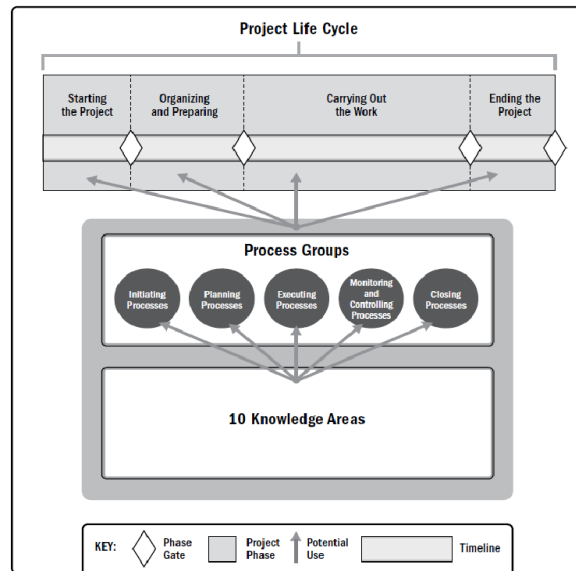 Project Life Cycle
Starting
the Project
Organizing
and Preparing
Carrying Out
the Work
Ending the
Project
Process Groups
Initiating
Processes
Planning
Processes
Executing
Processes
Monitoring
and
Controlling
Processes
Closing
Processes
10 Knowledge Areas
KEY:
Phase
Gate
Project
Phase
Potential
Use
Timeline